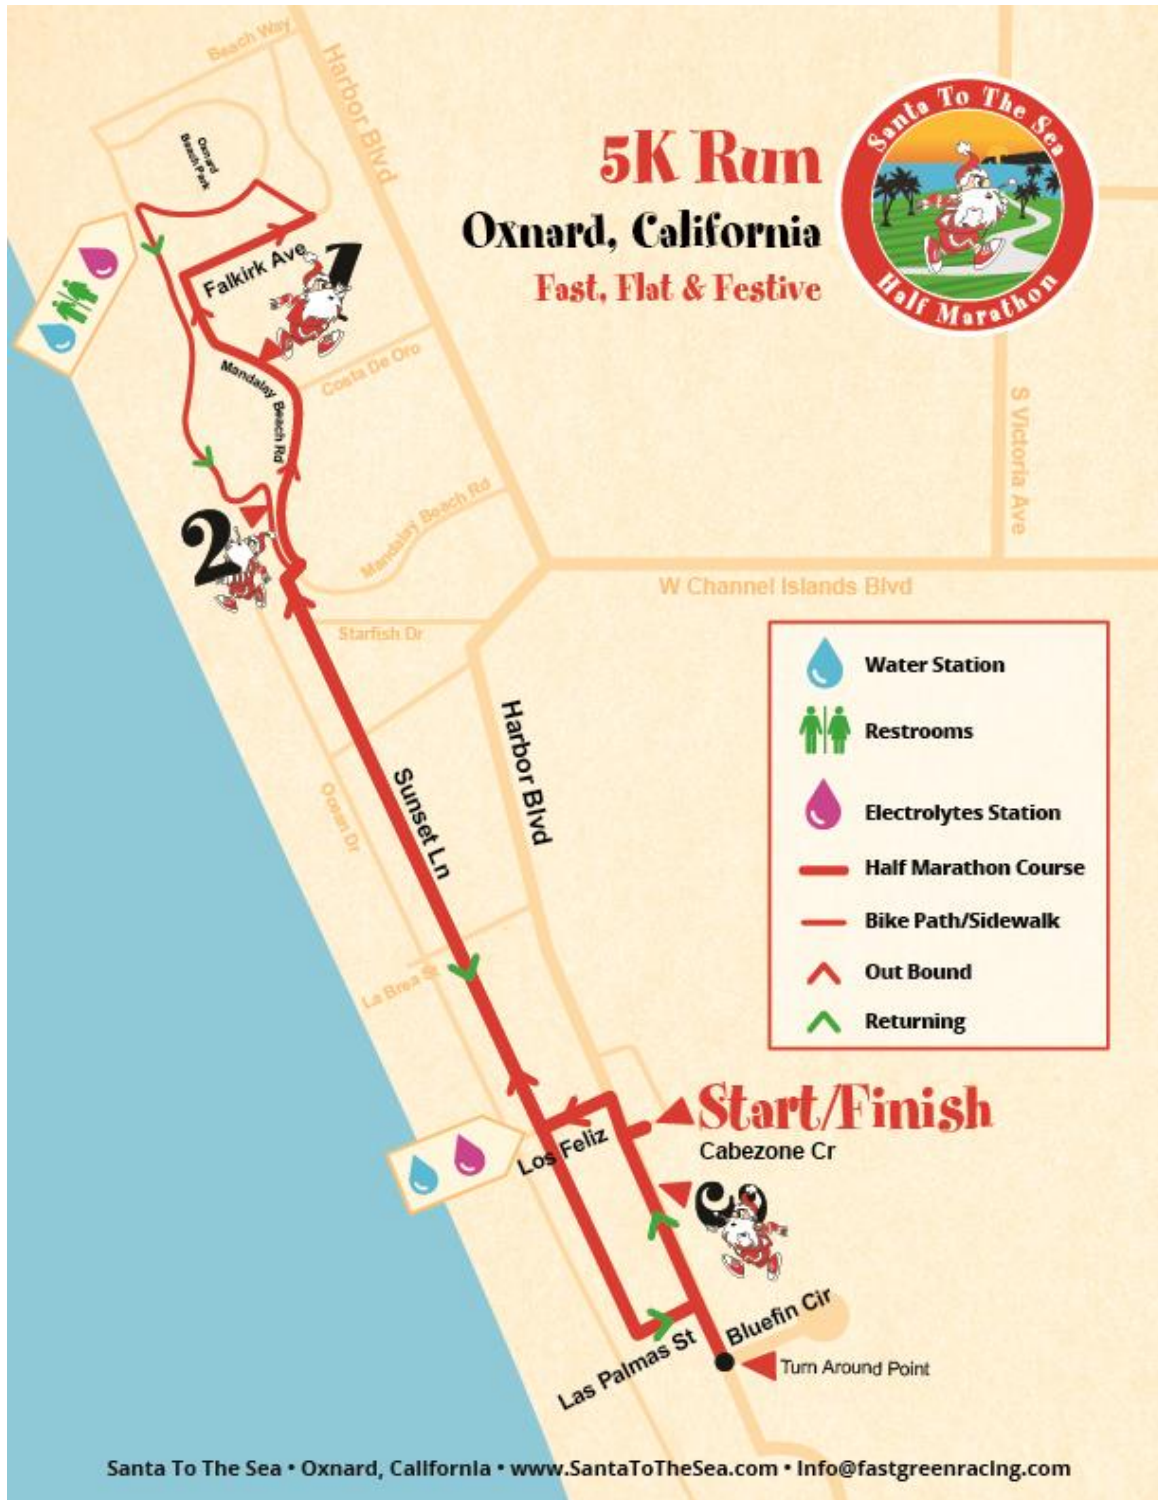 Beach Way
Harbor Blvd
Oxnard
Beach Park
Santa To The Sea
Half Marathon
5K Run
Oxnard, California
Fast, Flat & Festive
Falkirk Ave
1
Costa De Oro
Mandalay Beach Rd
S Victoria Ave
Mandalay Beach Rd
2
W Channel Islands Blvd
Starfish Dr
Water Station
Restrooms
Electrolytes Station
Half Marathon Course
Bike Path/Sidewalk
Out Bound
Returning
Harbor Blvd
Sunset Ln
Ocean Dr
La Brea St
Start/Finish
Cabezone Cr
Los Feliz
3
Bluefin Cir
Las Palmas St
Turn Around Point
Santa To The Sea • Oxnard, California • www.SantaToTheSea.com • Info@fastgreenracing.com